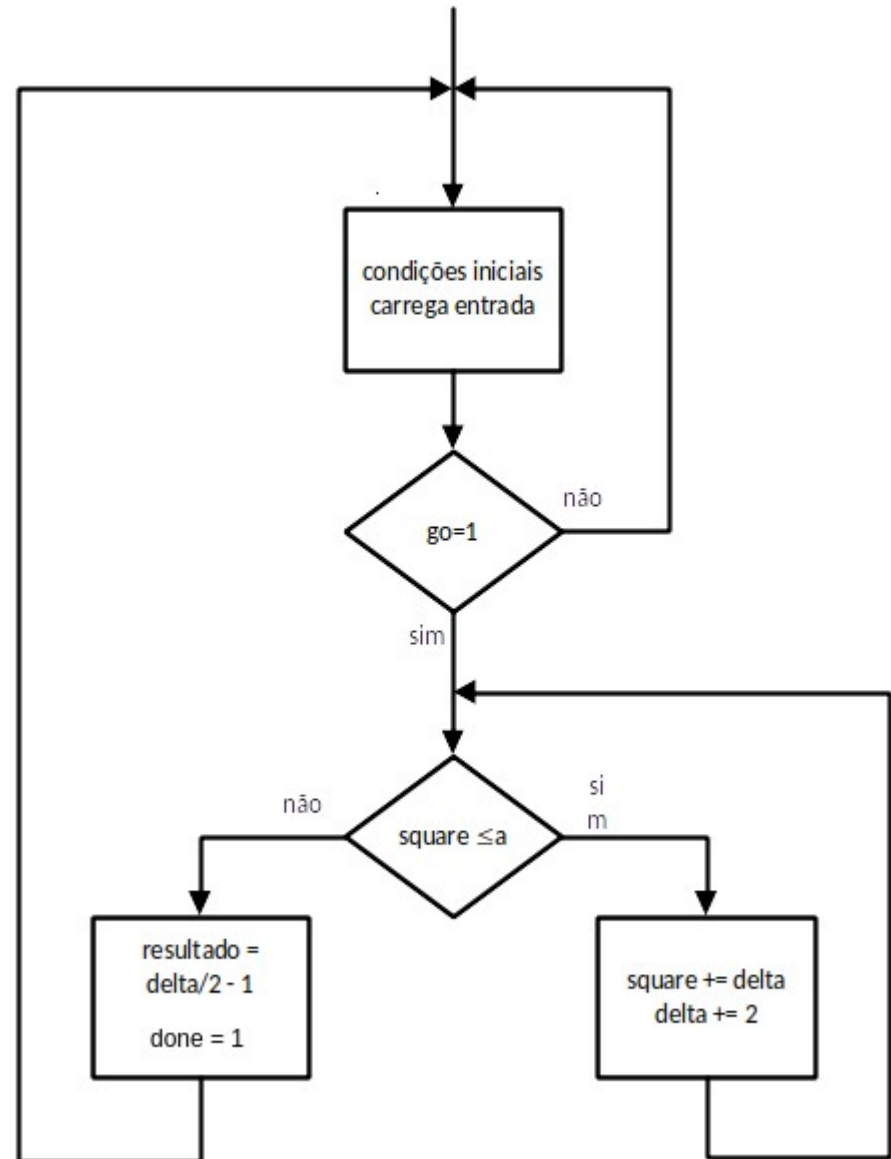 condições iniciais
carrega entrada
go=1
não
sim
square ≤a
não
si
m
resultado =
delta/2 - 1
done = 1
square += delta
delta += 2